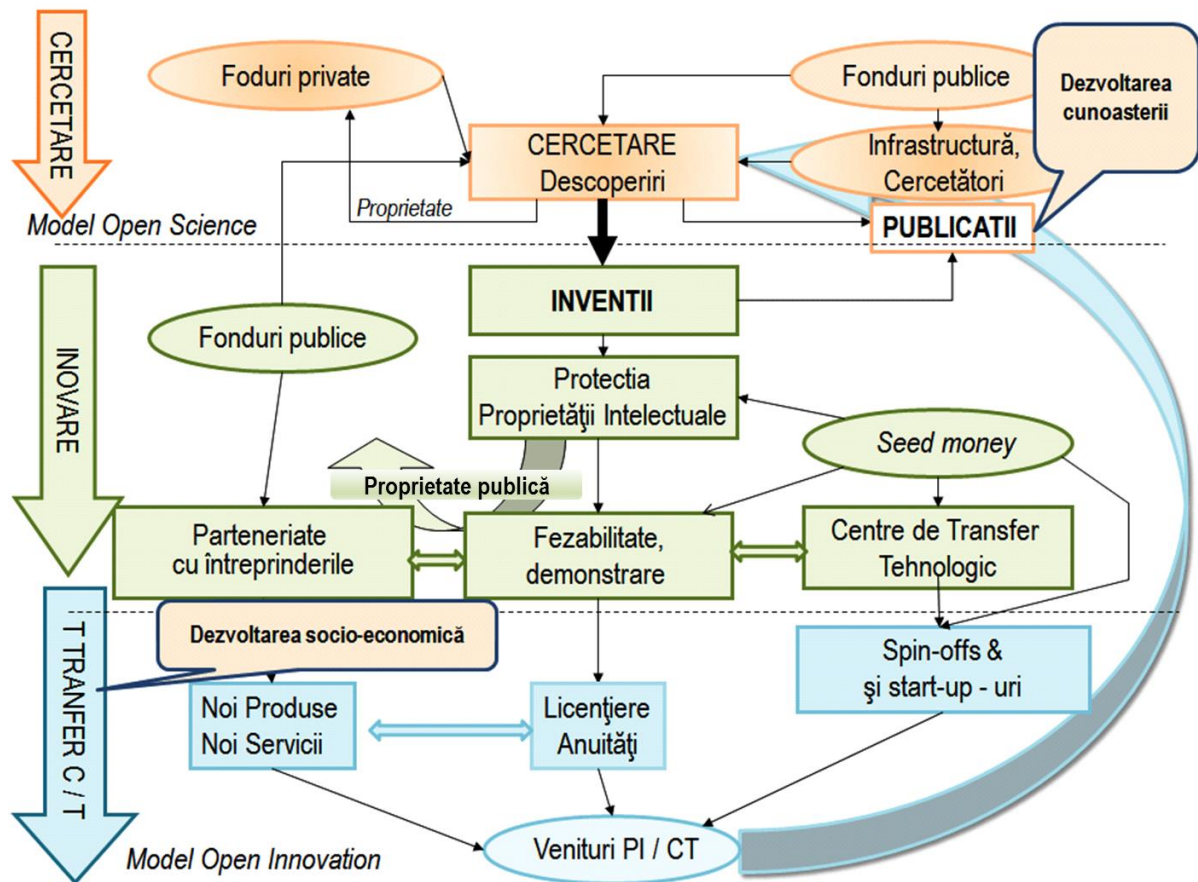 CERCETARE
Foduri private
Fonduri publice
Dezvoltarea
cunoasterii
CERCETARE
Descoperiri
Infrastructură,
Cercetători
Proprietate
PUBLICATII
Model Open Science
INOVARE
INVENTII
Fonduri publice
Protectia
Proprietăţii Intelectuale
Seed money
Proprietate publică
Parteneriate
cu întreprinderile
Fezabilitate,
demonstrare
Centre de Transfer
Tehnologic
T TRANFER C / T
Dezvoltarea socio-economică
Spin-offs &
şi start-up - uri
Noi Produse
Noi Servicii
Licenţiere
Anuităţi
Venituri PI / CT
Model Open Innovation